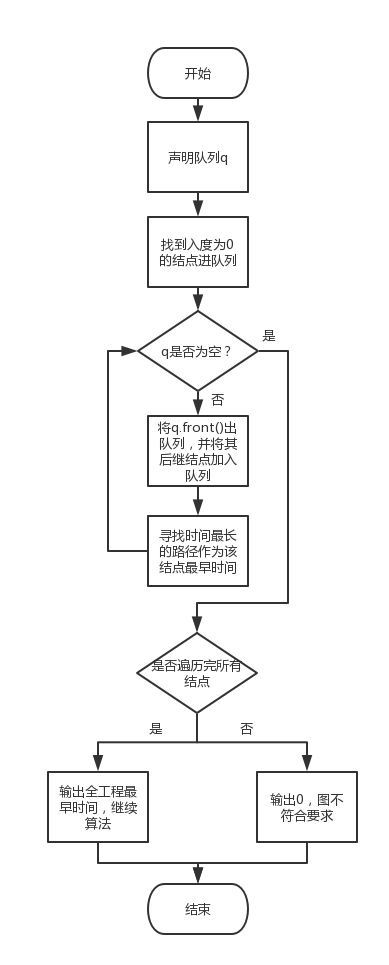 开始
声明队列q
找到入度为0
的结点进队列
q是否为空？
是
否
将q.front()出
队列，并将其
后继结点加入
队列
寻找时间最长
的路径作为该
结点最早时间
是否遍历完所有
结点
是
否
输出全工程最
早时间，继续
算法
输出0，图不
符合要求
结束